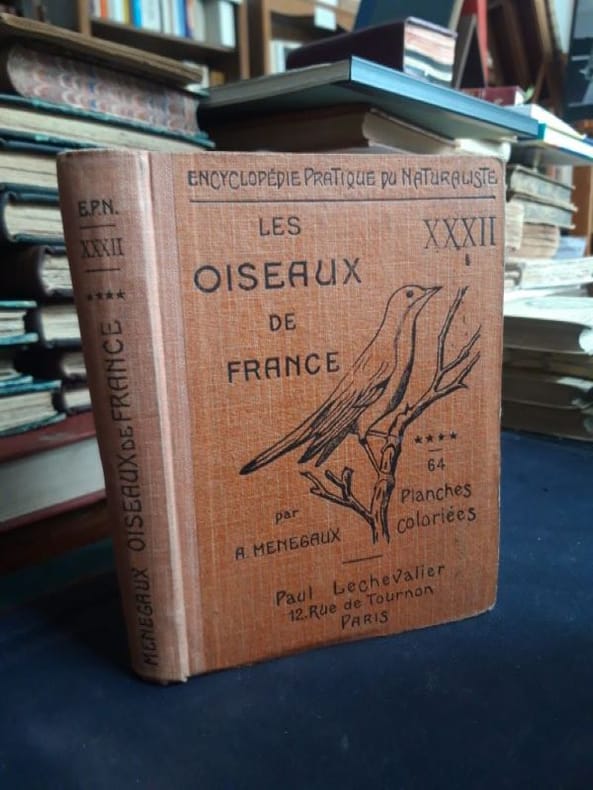 ENCYCLOPÉDIE PRATIQUE DU NATURALISTE
LES
OISEAUX
DE
FRANCE
XXXII
****
64
Planches
coloriées
par
A. MENEGAUX
Paul Lechevalier
12.Rue de Tournon
PARIS
E.P.N.
XXXII
****
MENEGAUX OISEAUX DE FRANCE